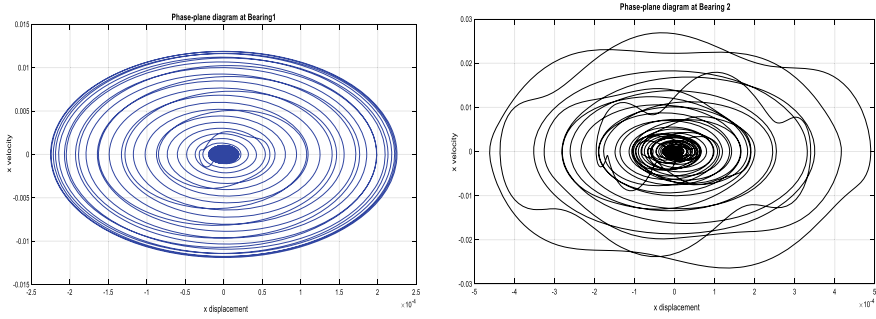 Phase-plane diagram at Bearing1
0.015
0.01
0.005
0
-0.005
-0.01
-0.015
x velocity
-2.5 -2 -1.5 -1 -0.5 0 0.5 1 1.5 2 2.5
×10⁻⁴
x displacement
Phase-plane diagram at Bearing 2
0.03
0.02
0.01
0
-0.01
-0.02
-0.03
x velocity
-5 -4 -3 -2 -1 0 1 2 3 4 5
×10⁻⁴
x displacement